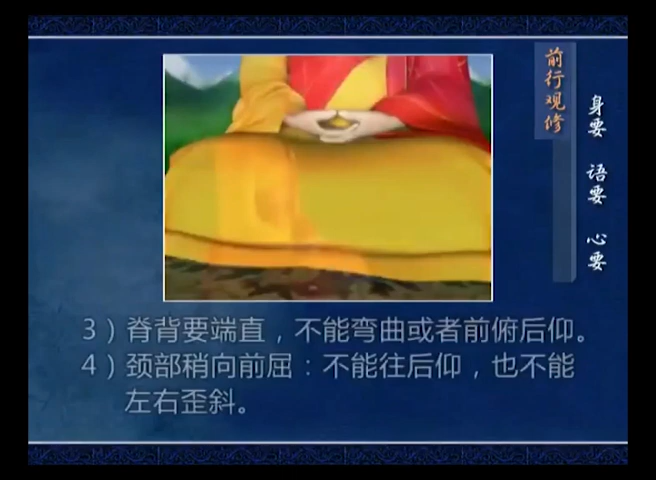 前行观修
身要 语要 心要
3）脊背要端直，不能弯曲或者前俯后仰。
4）颈部稍向前屈：不能往后仰，也不能
左右歪斜。